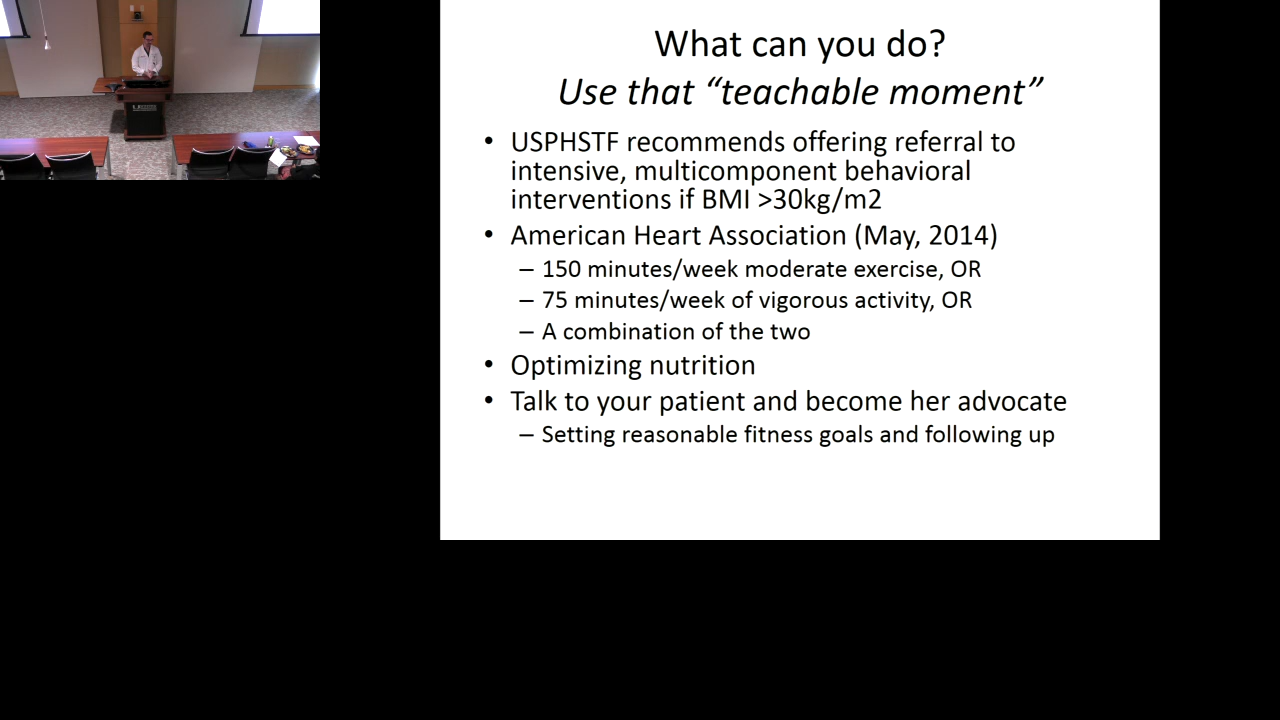 What can you do?
Use that “teachable moment”
• USPHSTF recommends offering referral to
intensive, multicomponent behavioral
interventions if BMI >30kg/m2
• American Heart Association (May, 2014)
– 150 minutes/week moderate exercise, OR
– 75 minutes/week of vigorous activity, OR
– A combination of the two
• Optimizing nutrition
• Talk to your patient and become her advocate
– Setting reasonable fitness goals and following up